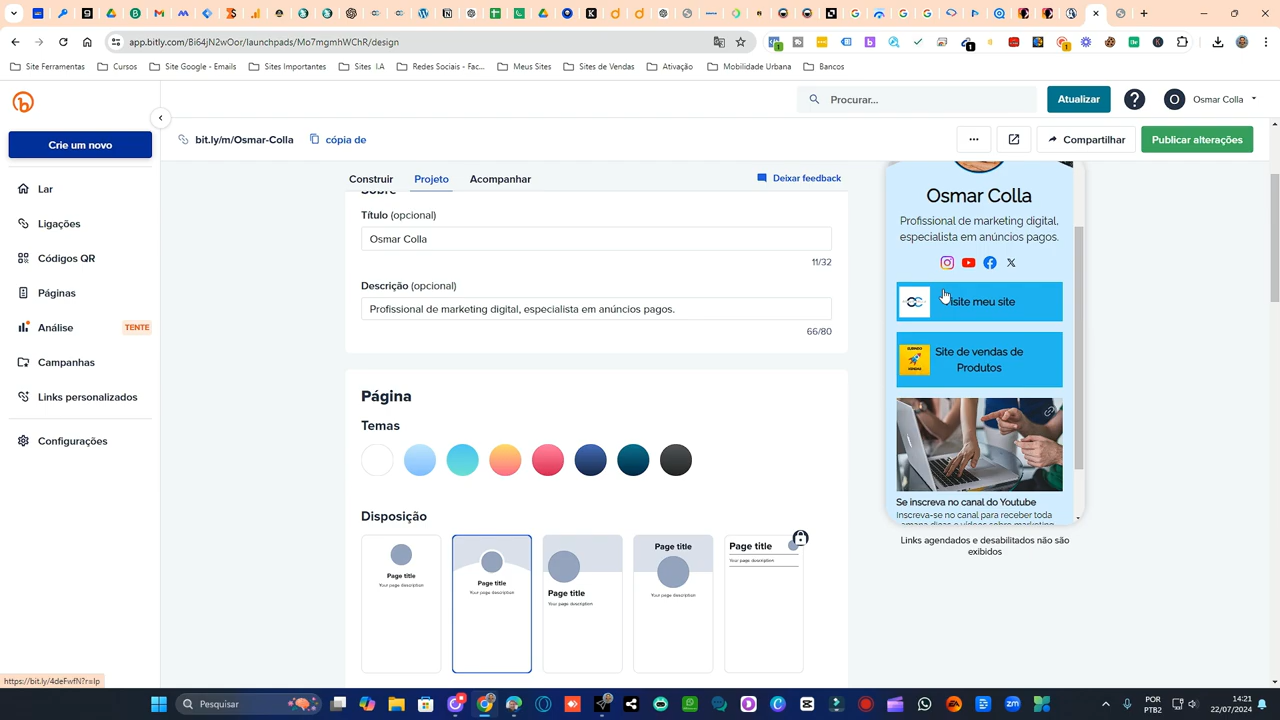 app.bitly.com/Bi64jN2wOor/launchpads/Mc7mgmhWChR/design
Site Ferramentas
Cursos
Site Google - Emails
Sites Importantes
Sites I.A
Redes Sociais - Fac...
Meus Sites
Sites de Vendas
Ativação
Mobilidade Urbana
Bancos
Procurar...
Atualizar
?
O
Osmar Colla
Crie um novo
bit.ly/m/Osmar-Colla
cópia de
Compartilhar
Publicar alterações
Lar
Ligações
Códigos QR
Páginas
Análise
TENTE
Campanhas
Links personalizados
Configurações
Construir
Projeto
Acompanhar
Deixar feedback
Sobre
Título (opcional)
Osmar Colla
11/32
Descrição (opcional)
Profissional de marketing digital, especialista em anúncios pagos.
66/80
Página
Temas
Disposição
Page title
Your page description
Page title
Your page description
Page title
Your page description
Page title
Your page description
Page title
Your page description
Osmar Colla
Profissional de marketing digital,
especialista em anúncios pagos.
Visite meu site
Site de vendas de
Produtos
Se inscreva no canal do Youtube
Inscreva-se no canal para receber toda
Links agendados e desabilitados não são
exibidos
https://bit.ly/4deFwfN?r=lp
Pesquisar
POR
PTB2
14:21
22/07/2024